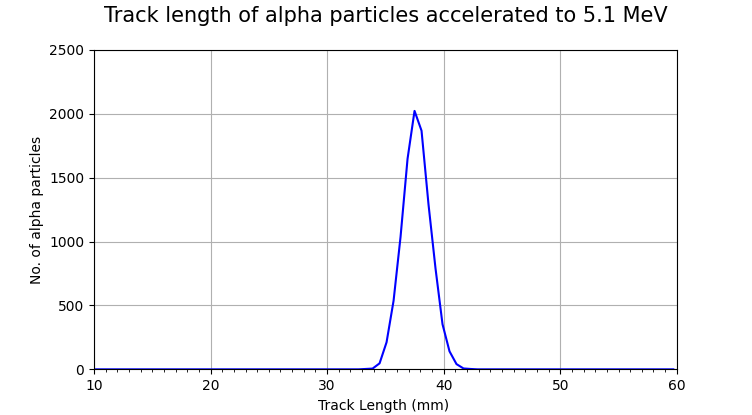 Track length of alpha particles accelerated to 5.1 MeV
2500
2000
1500
1000
500
0
No. of alpha particles
10 20 30 40 50 60
Track Length (mm)